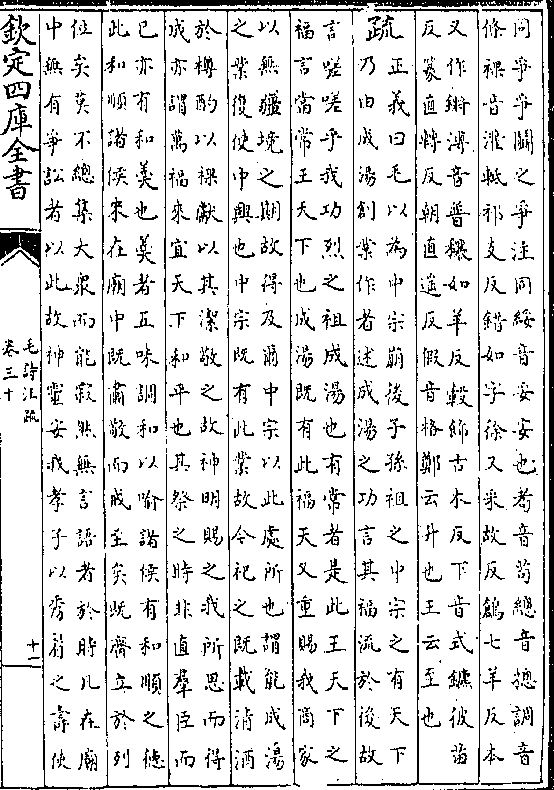 同爭爭鬭之爭注同綏音妥安也耉音苟總音摠調音
條祼音灌軧祁支反錯如字徐又采故反鶬七羊反本
又作鏘溥音普穰如羊反轂飾古木反下音式鑣彼苗
反篆直轉反朝直遙反假音格鄭云升也王云至也
疏
正義曰毛以為中宗崩後子孫祖之中宗之有天下
乃由成湯創業作者述成湯之功言其福流於後故
言嗟嗟乎我功烈之祖成湯也有常者是此王天下之
福言當常王天下也成湯既有此福天又重賜我商家
以無疆境之期故得及爾中宗以此處所也謂能成湯
之業復使中興也中宗既有此業故今祀之既載清酒
於樽酌以祼獻以其潔敬之故神明賜之我所思而得
成亦謂萬福來宜天下和平也其祭之時非直羣臣而
已亦有和羹也羹者五味調和以喻諸侯有和順之德
此和順諸侯來在廟中既肅敬而戒至矣既齊立於列
位矣莫不總集大衆而能寂然無言語者於時凡在廟
中無有爭訟者以此故神靈安我孝子以秀眉之壽使
欽定四庫全書
毛詩注疏
卷三十
十一